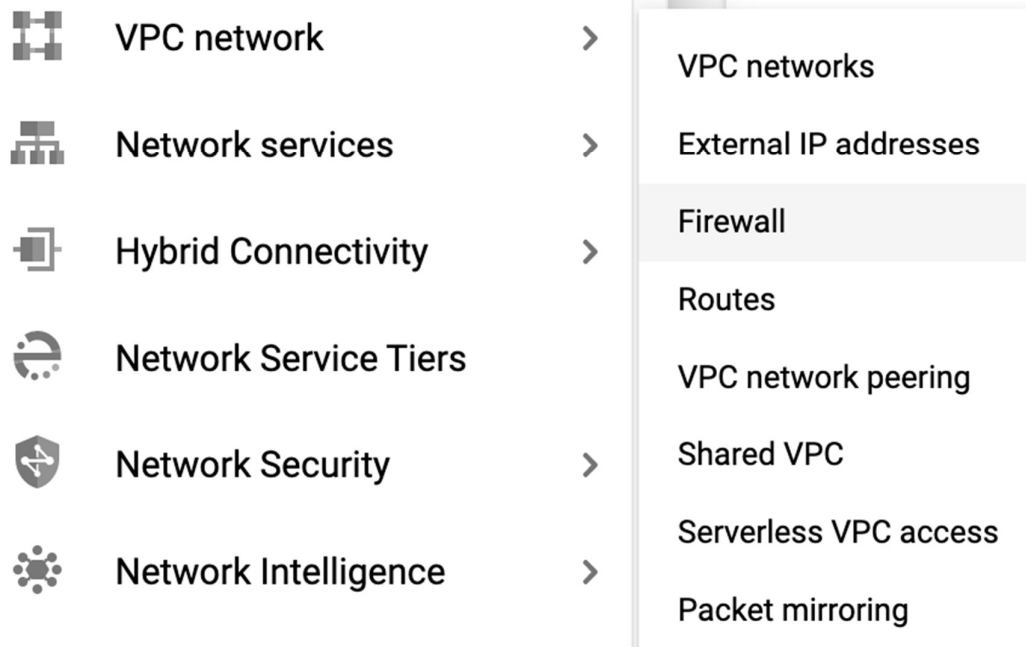 VPC network
Network services
Hybrid Connectivity
Network Service Tiers
Network Security
Network Intelligence
VPC networks
External IP addresses
Firewall
Routes
VPC network peering
Shared VPC
Serverless VPC access
Packet mirroring